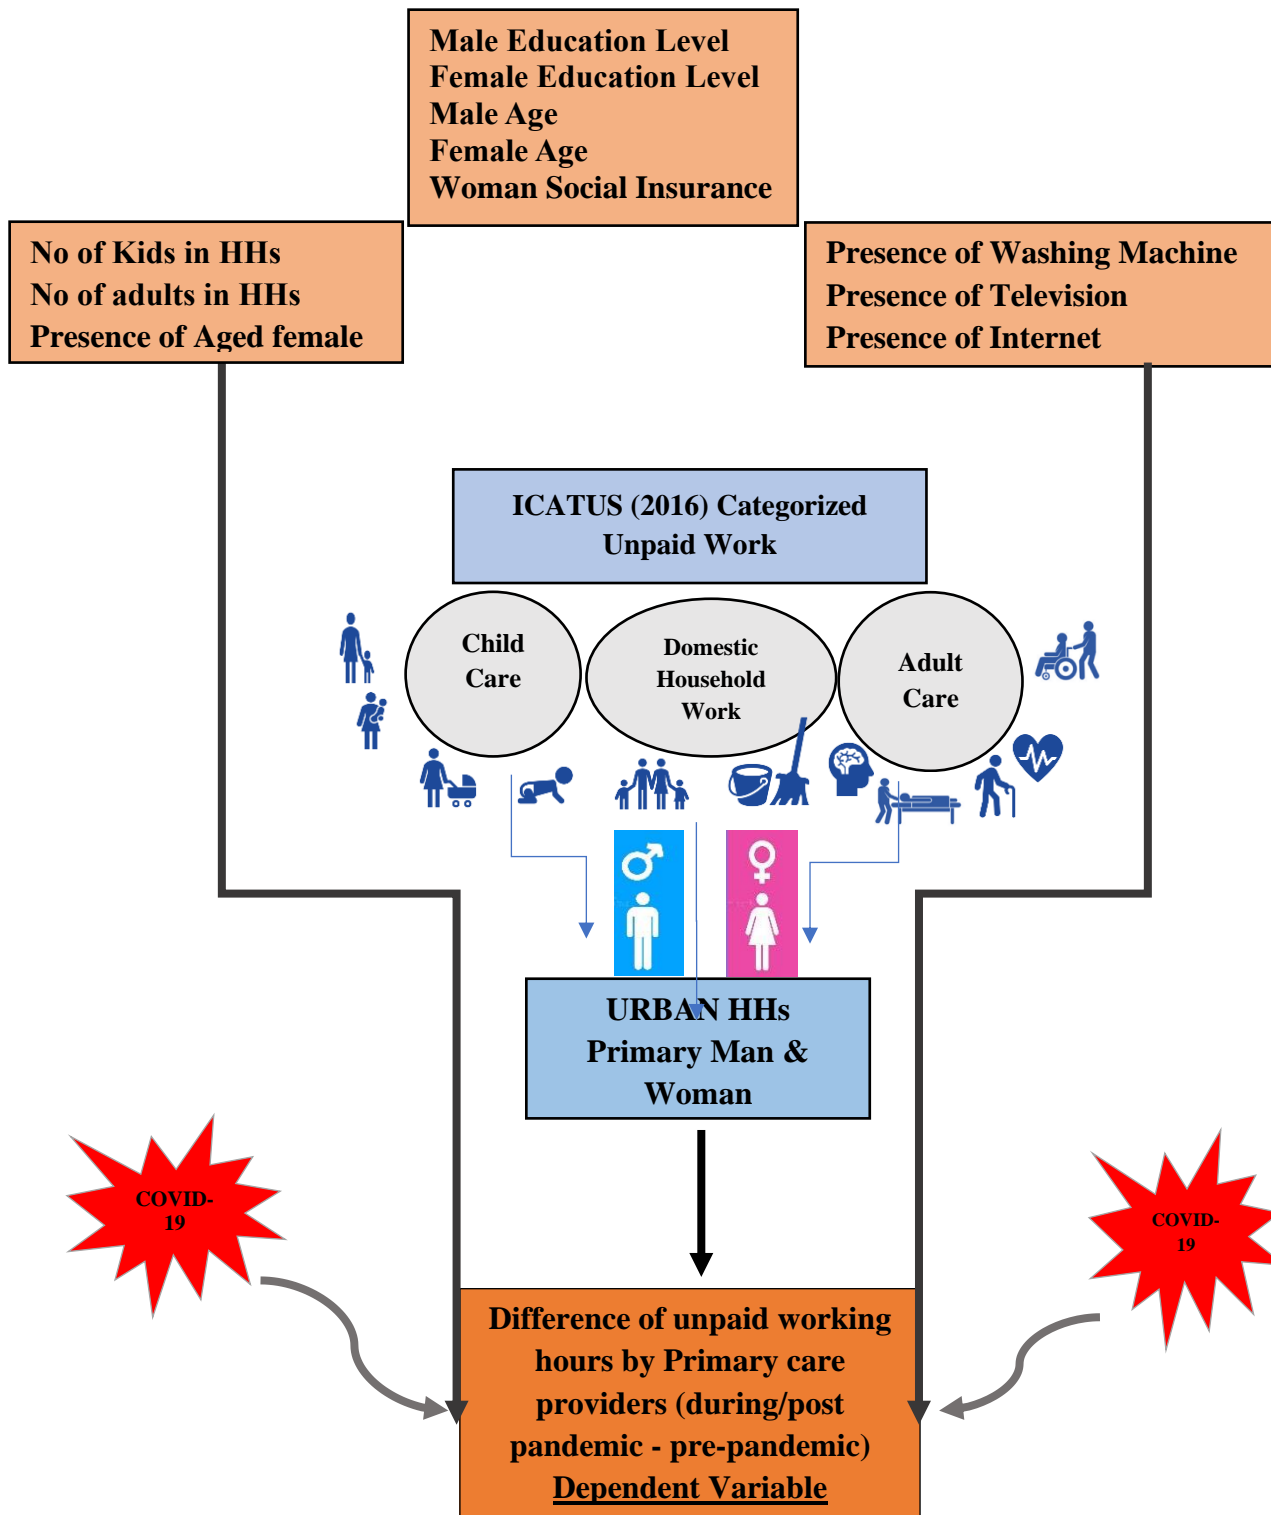 Male Education Level
Female Education Level
Male Age
Female Age
Woman Social Insurance
No of Kids in HHs
No of adults in HHs
Presence of Aged female
Presence of Washing Machine
Presence of Television
Presence of Internet
ICATUS (2016) Categorized
Unpaid Work
Child
Care
Domestic
Household
Work
Adult
Care
URBAN HHs
Primary Man &
Woman
COVID-
19
COVID-
19
Difference of unpaid working
hours by Primary care
providers (during/post
pandemic - pre-pandemic)
Dependent Variable